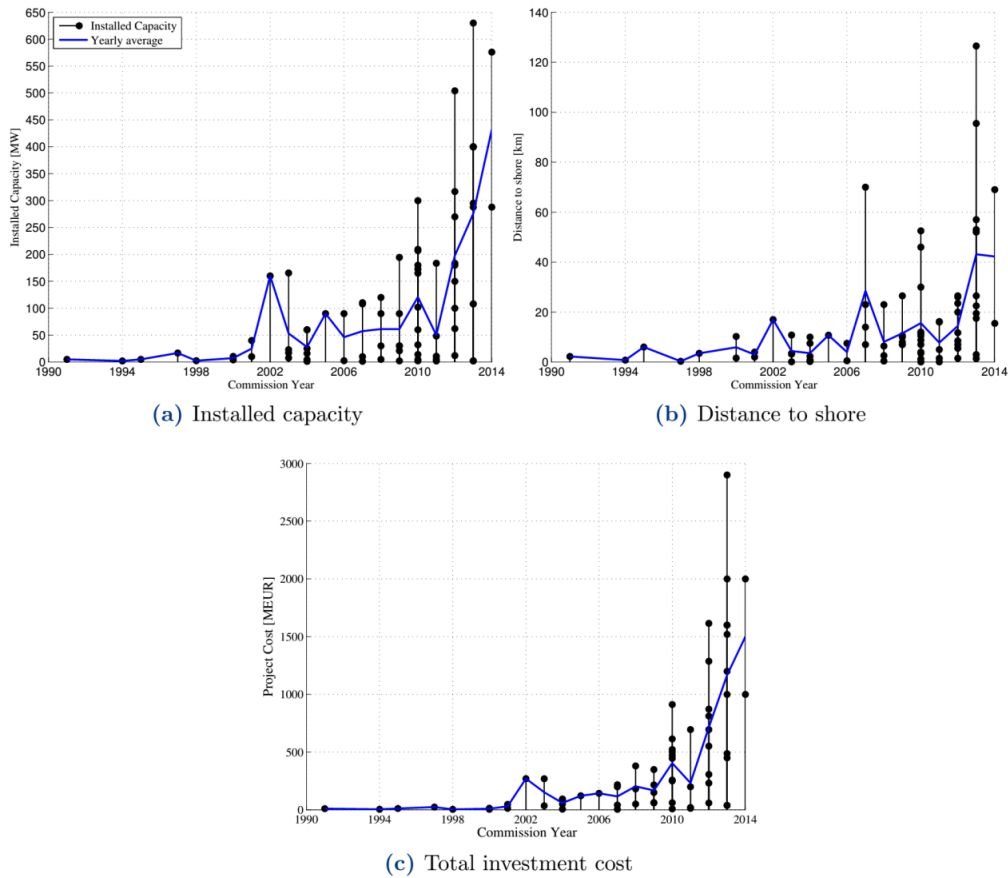 650
600
550
500
450
400
350
300
250
200
150
100
50
0
Installed Capacity [MW]
Installed Capacity
Yearly average
1990 1994 1998 2002 2006 2010 2014
Commission Year
(a) Installed capacity
140
120
100
80
60
40
20
0
Distance to shore [km]
1990 1994 1998 2002 2006 2010 2014
Commission Year
(b) Distance to shore
3000
2500
2000
1500
1000
500
0
Project Cost [MEUR]
1990 1994 1998 2002 2006 2010 2014
Commission Year
(c) Total investment cost